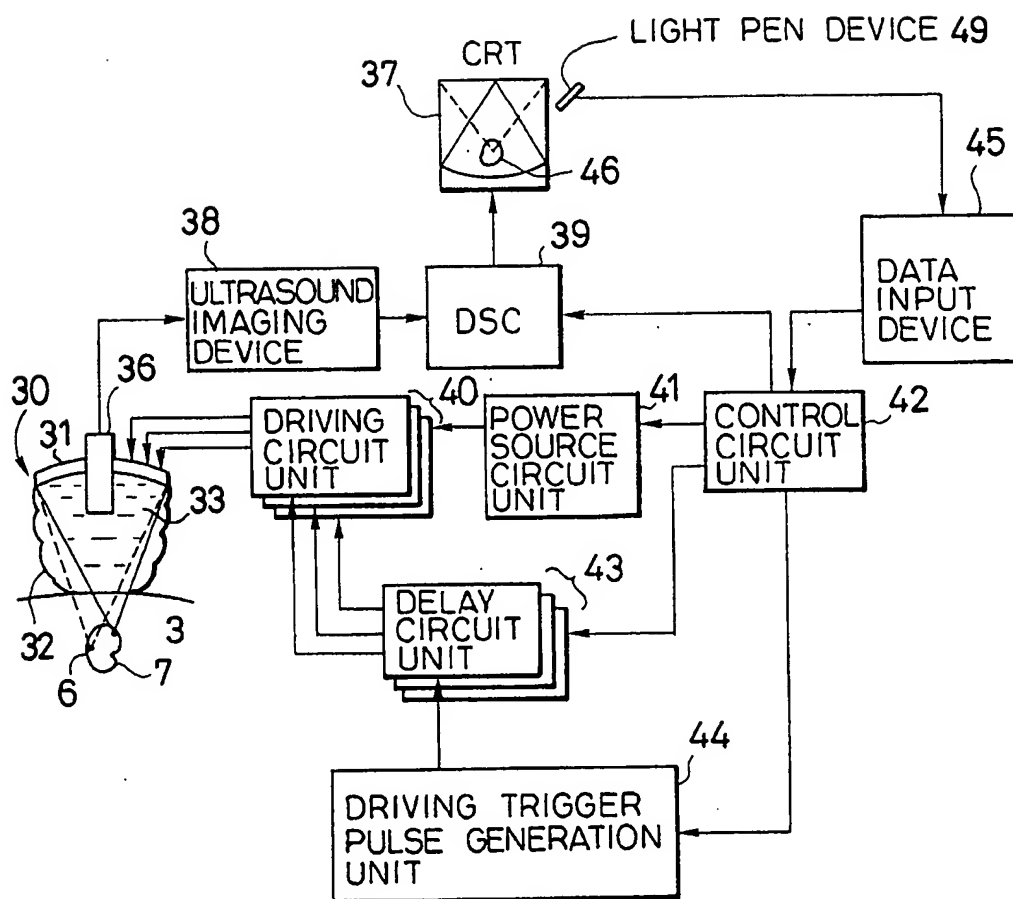 LIGHT PEN DEVICE 49
CRT
37
46
45
DATA
INPUT
DEVICE
38
ULTRASOUND
IMAGING
DEVICE
39
DSC
36
30
31
33
32
3
6
7
40
DRIVING
CIRCUIT
UNIT
41
POWER
SOURCE
CIRCUIT
UNIT
CONTROL
CIRCUIT
UNIT
42
43
DELAY
CIRCUIT
UNIT
44
DRIVING TRIGGER
PULSE GENERATION
UNIT